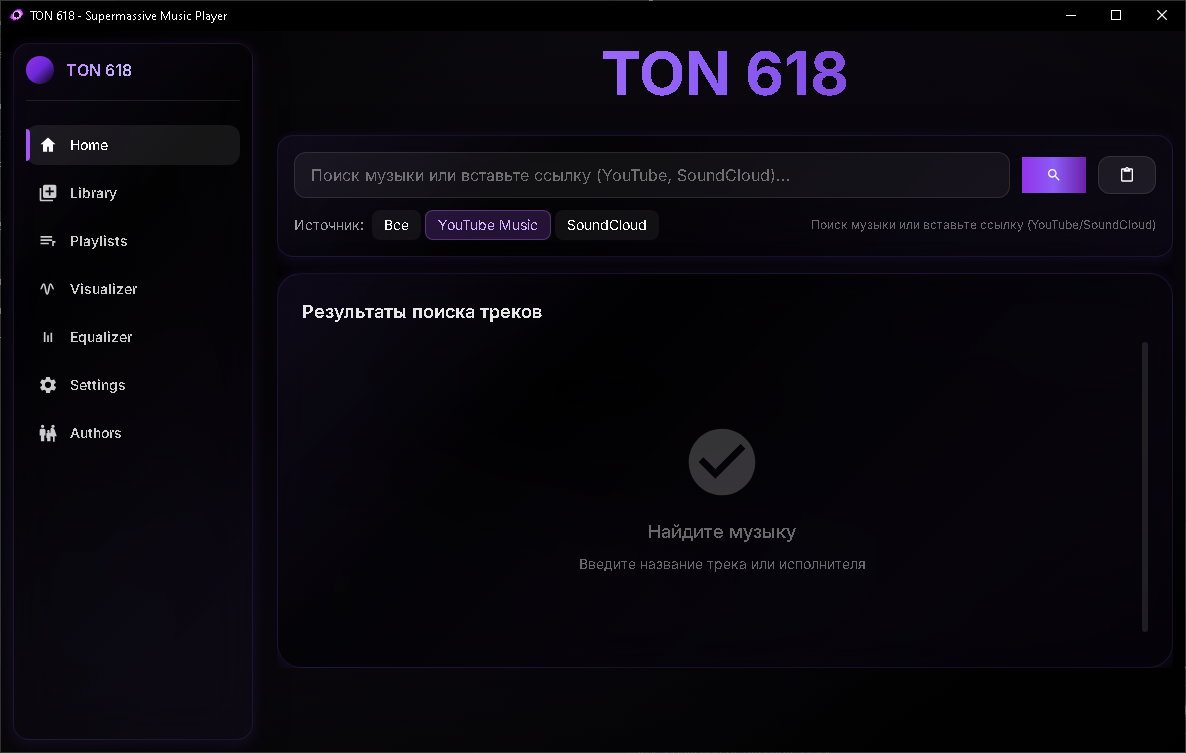 TON 618 - Supermassive Music Player
TON 618
Home
Library
Playlists
Visualizer
Equalizer
Settings
Authors
TON 618
Поиск музыки или вставьте ссылку (YouTube, SoundCloud)...
Источник: Все YouTube Music SoundCloud Поиск музыки или вставьте ссылку (YouTube/SoundCloud)
Результаты поиска треков
Найдите музыку
Введите название трека или исполнителя